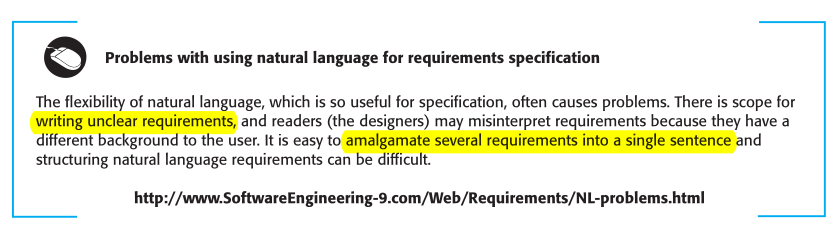 Problems with using natural language for requirements specification
The flexibility of natural language, which is so useful for specification, often causes problems. There is scope for
writing unclear requirements, and readers (the designers) may misinterpret requirements because they have a
different background to the user. It is easy to amalgamate several requirements into a single sentence and
structuring natural language requirements can be difficult.
http://www.SoftwareEngineering-9.com/Web/Requirements/NL-problems.html